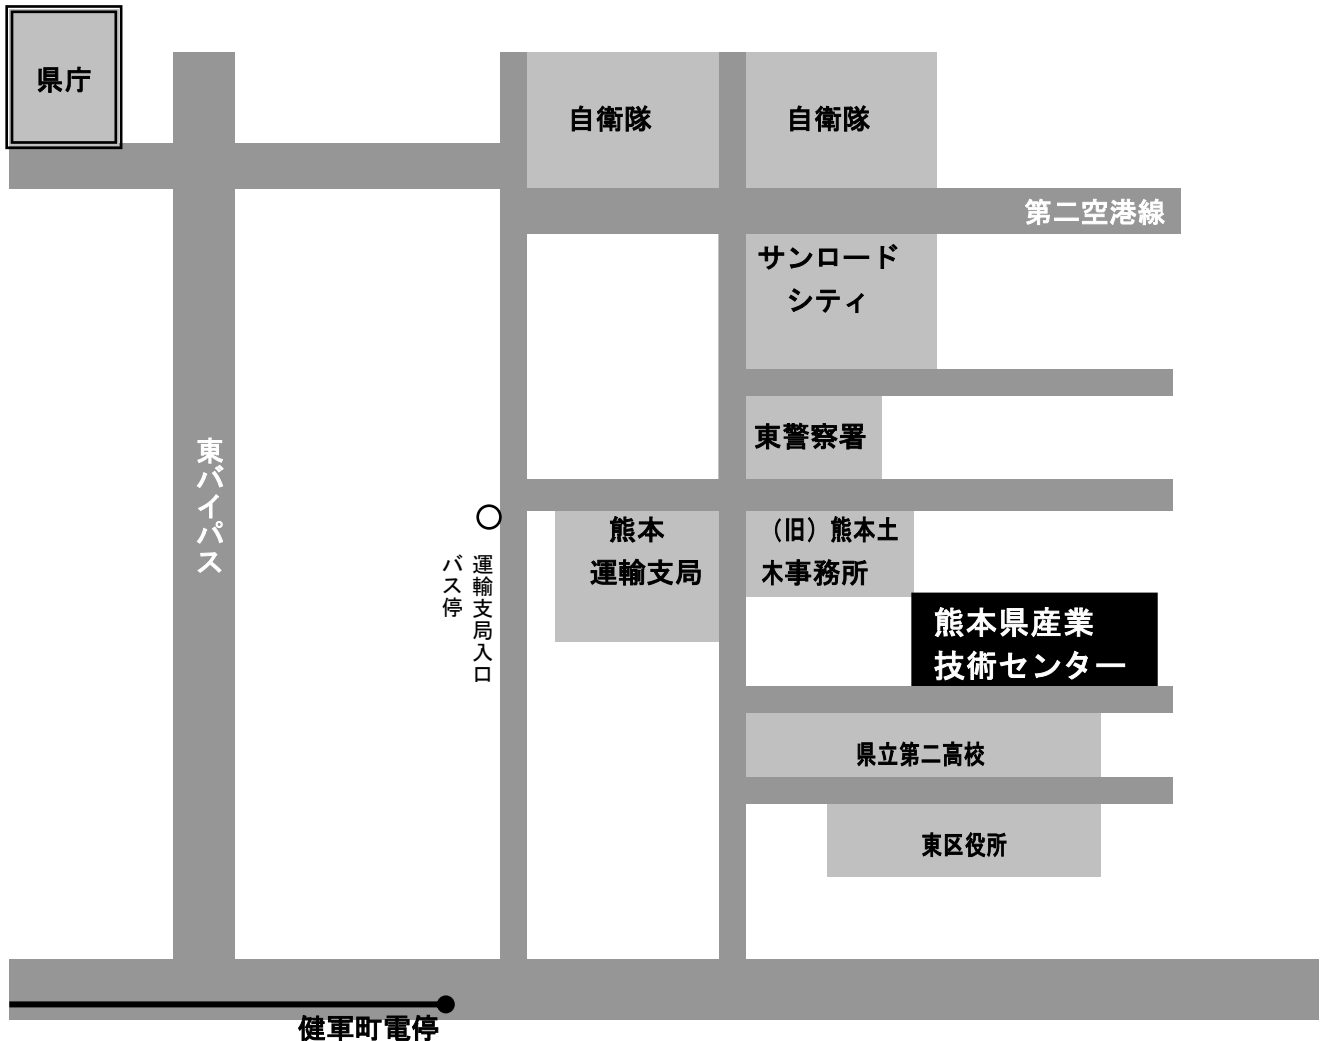 県庁
自衛隊
自衛隊
第二空港線
サンロード
シティ
東バイパス
東警察署
熊本
運輸支局
（旧）熊本土
木事務所
運輸支局入口
バス停
熊本県産業
技術センター
県立第二高校
東区役所
健軍町電停